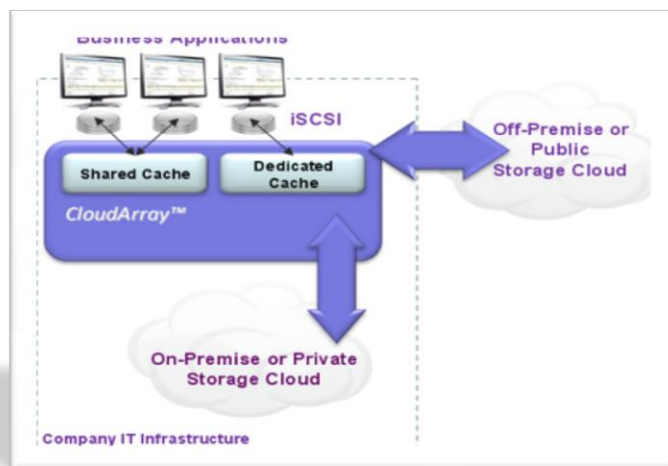 Business Applications
iSCSI
Off-Premise or
Public
Storage Cloud
Shared Cache
Dedicated
Cache
CloudArray™
On-Premise or Private
Storage Cloud
Company IT Infrastructure